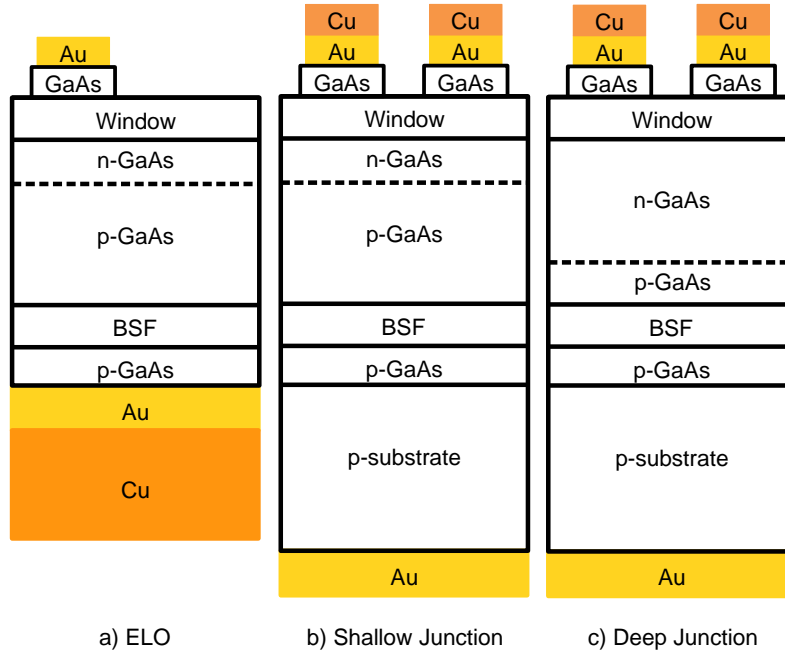 Au
GaAs
Window
n-GaAs
p-GaAs
BSF
p-GaAs
Au
Cu
a) ELO
Cu Cu
Au Au
GaAs GaAs
Window
n-GaAs
p-GaAs
BSF
p-GaAs
p-substrate
Au
b) Shallow Junction
Cu Cu
Au Au
GaAs GaAs
Window
n-GaAs
p-GaAs
BSF
p-GaAs
p-substrate
Au
c) Deep Junction